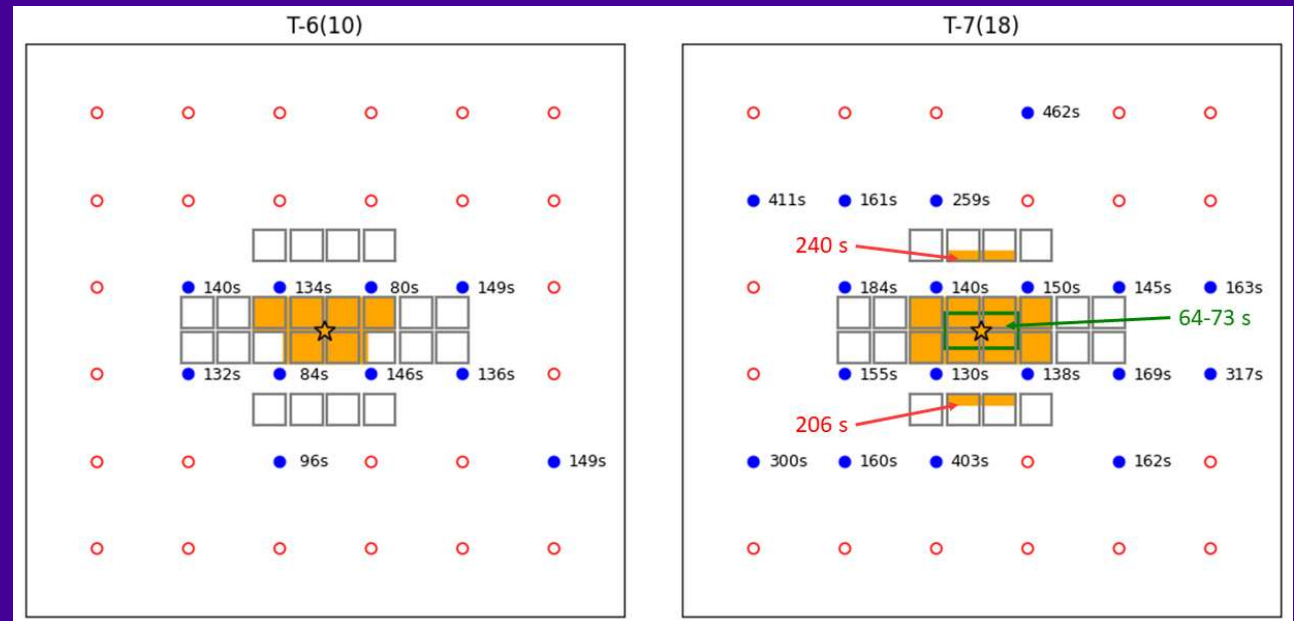 T-6(10)
140s 134s 80s 149s
132s 84s 146s 136s
96s 149s
T-7(18)
462s
411s 161s 259s
240 s
184s 140s 150s 145s 163s
64-73 s
155s 130s 138s 169s 317s
206 s
300s 160s 403s 162s